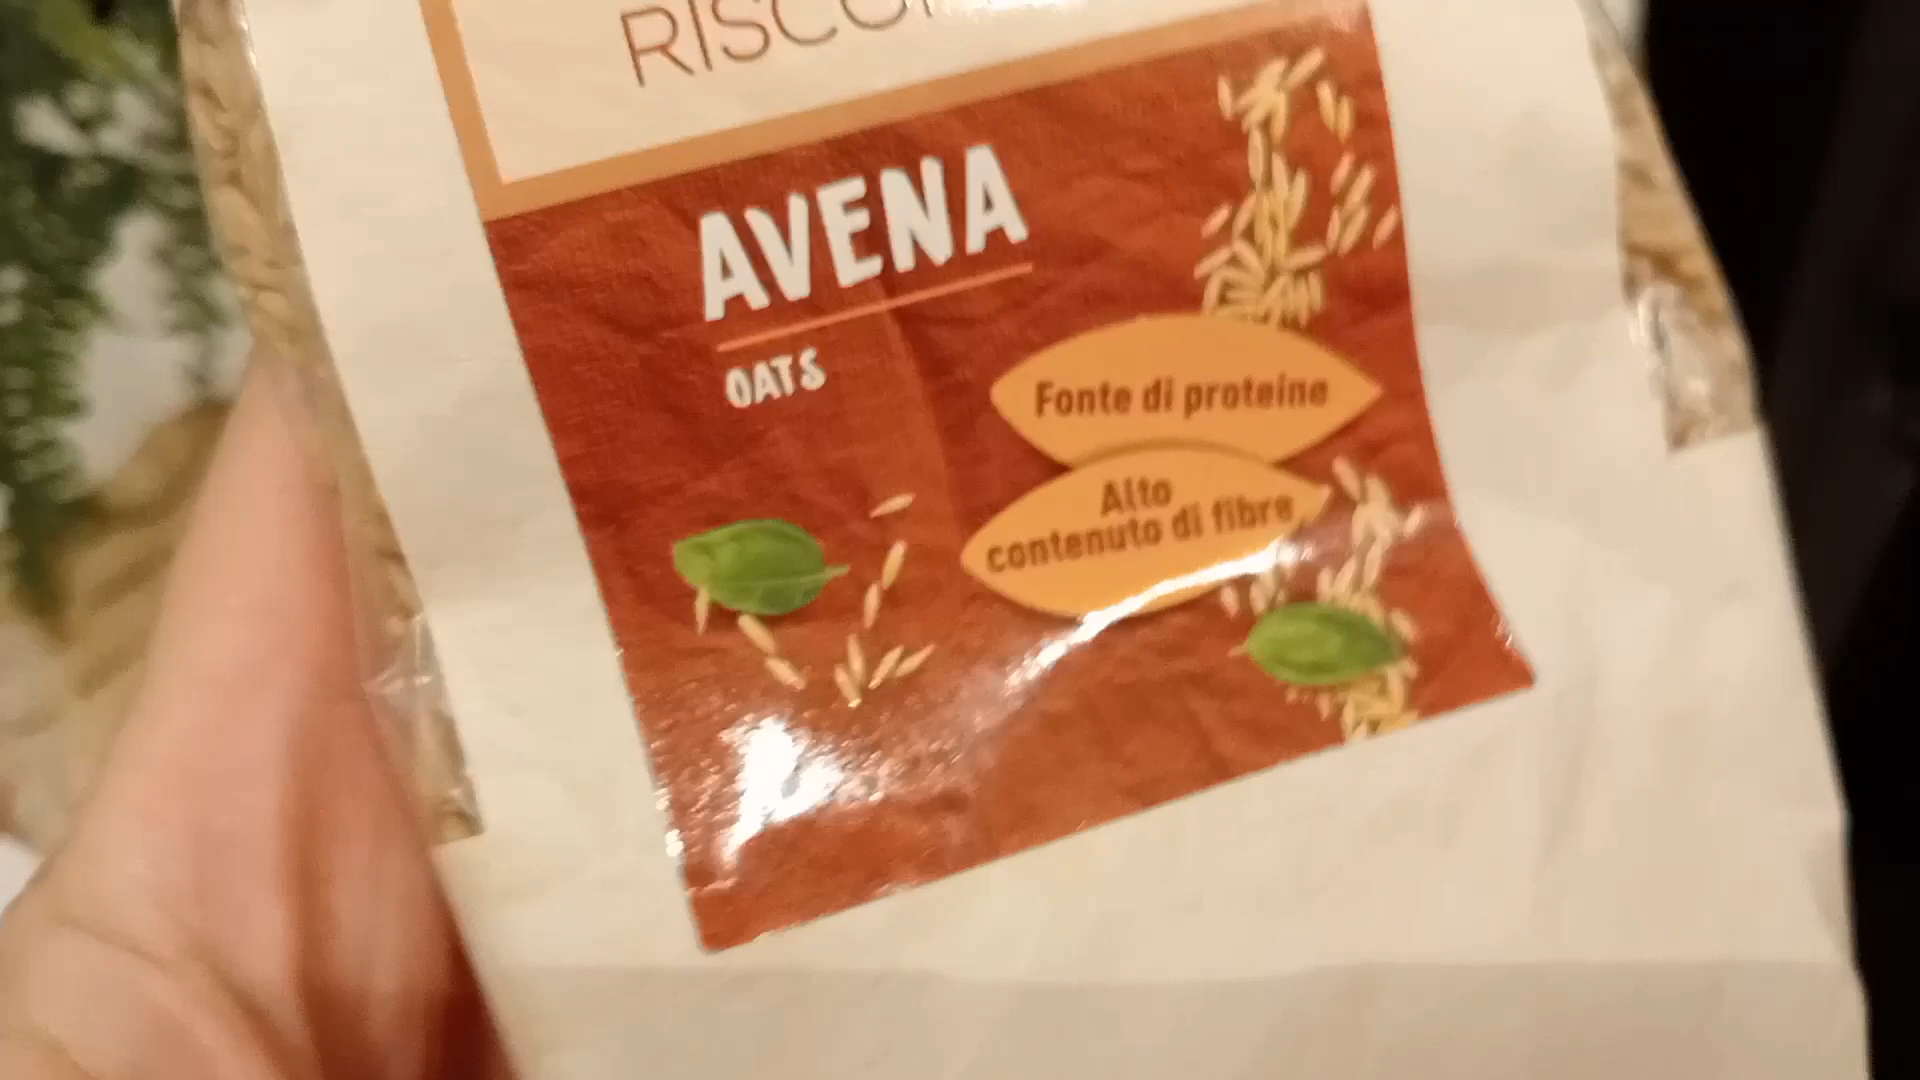 AVENA
OATS
Fonte di proteine
Alto
contenuto di fibre